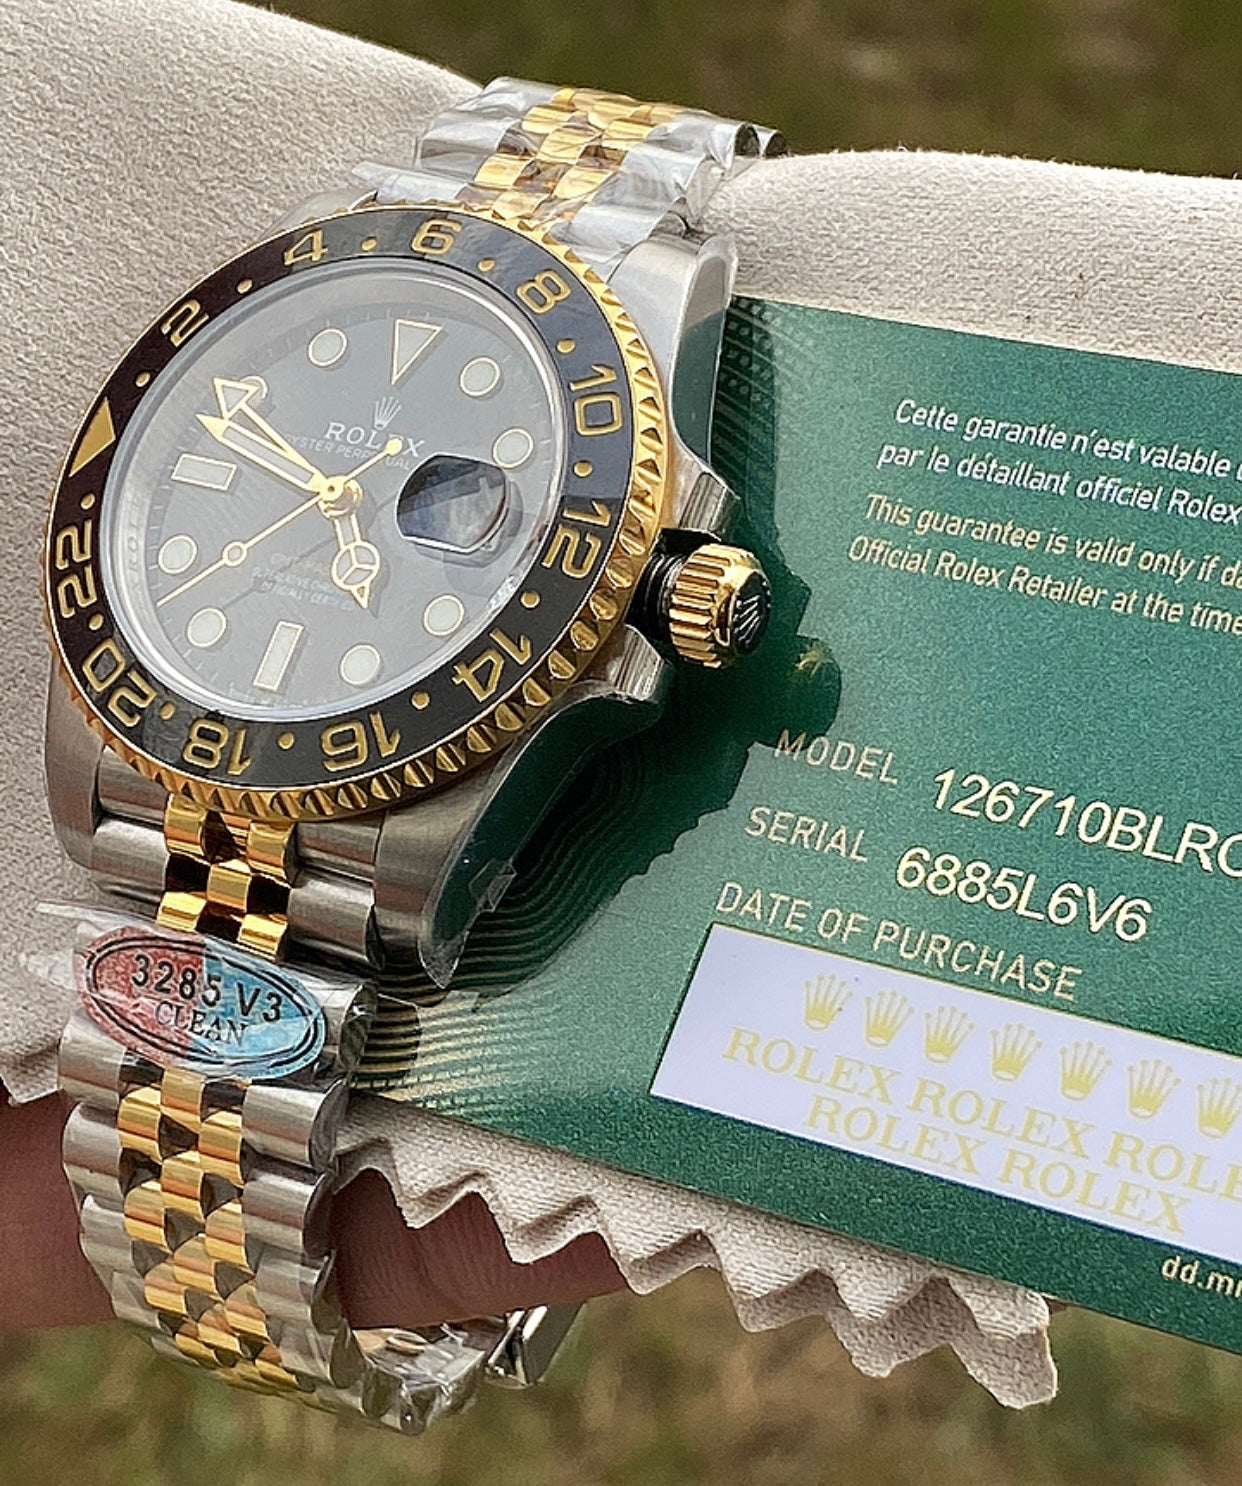 2 4 6 8 10 12 14 16 18 20 22
ROLEX
OYSTER PERPETUAL
3285 V3
CLEAN
Cette garantie n'est valable
par le détaillant officiel Rolex
This guarantee is valid only if
Official Rolex Retailer at the time
MODEL 126710BLRO
SERIAL 6885L6V6
DATE OF PURCHASE
ROLEX ROLEX ROLEX
ROLEX ROLEX
dd.mm